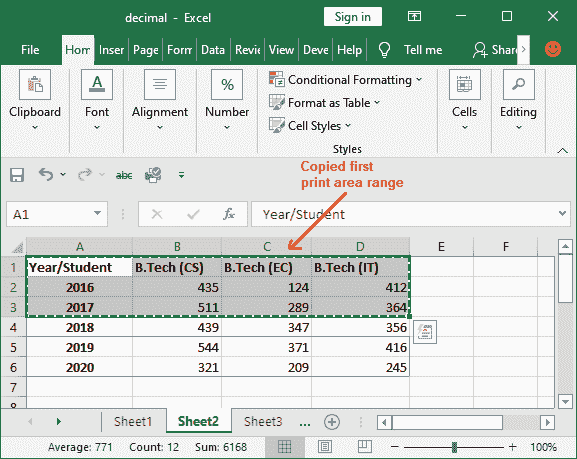 decimal - Excel
Sign in
File Hom Inser Page Forn Data Rev View Deve Help Tell me Shar
Clipboard
A
Font
Alignment
%
Number
Conditional Formatting
Format as Table
Cell Styles
Styles
Cells
Editing
abc
Copied first
print area range
A1
fx
Year/Student
A B C D E F
1 Year/Student B.Tech (CS) B.Tech (EC) B.Tech (IT)
2 2016 435 124 412
3 2017 511 289 364
4 2018 439 347 356
5 2019 544 371 416
6 2020 321 209 245
7
8
Sheet1 Sheet2 Sheet3 ...
Average: 771 Count: 12 Sum: 6168 100%